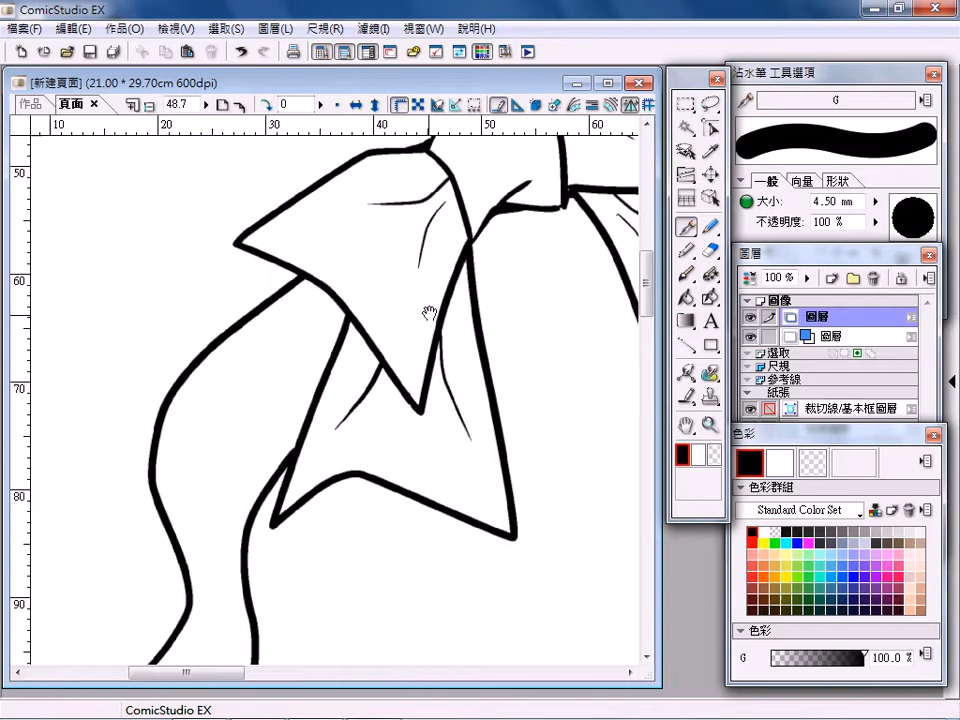 ComicStudio EX
檔案(F) 編輯(E) 作品(O) 檢視(V) 選取(S) 圖層(L) 尺規(R) 濾鏡(I) 視窗(W) 說明(H)
[新建頁面] (21.00 * 29.70cm 600dpi)
作品 頁面 48.7 0
10 20 30 40 50 60
50
60
70
80
90
沾水筆 工具選項
G
一般 向量 形狀
大小: 4.50 mm
不透明度: 100 %
圖層
100 %
圖像
圖層
圖層
選取
尺規
參考線
紙張
裁切線/基本框圖層
色彩
色彩群組
Standard Color Set
色彩
G 100.0 %
ComicStudio EX